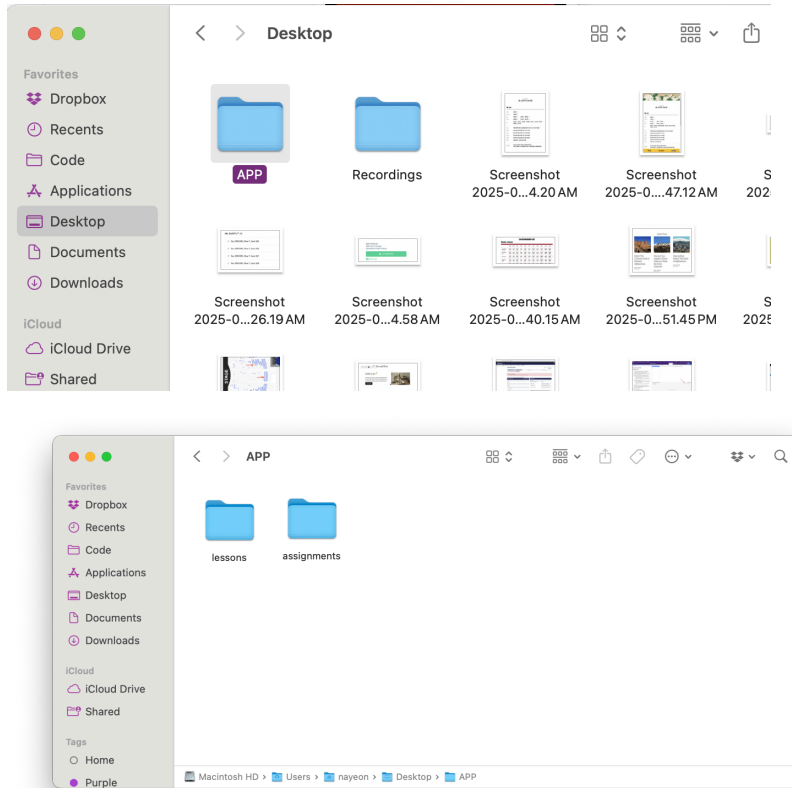 Desktop
Favorites
Dropbox
Recents
Code
Applications
Desktop
Documents
Downloads
iCloud
iCloud Drive
Shared
APP
Recordings
Screenshot
2025-0...4.20 AM
Screenshot
2025-0....47.12 AM
S
202
Screenshot
2025-0...26.19 AM
Screenshot
2025-0...4.58 AM
Screenshot
2025-0...40.15 AM
Screenshot
2025-0...51.45 PM
S
2025
APP
Favorites
Dropbox
Recents
Code
Applications
Desktop
Documents
Downloads
iCloud
iCloud Drive
Shared
Tags
Home
Purple
lessons
assignments
Macintosh HD › Users › nayeon › Desktop › APP